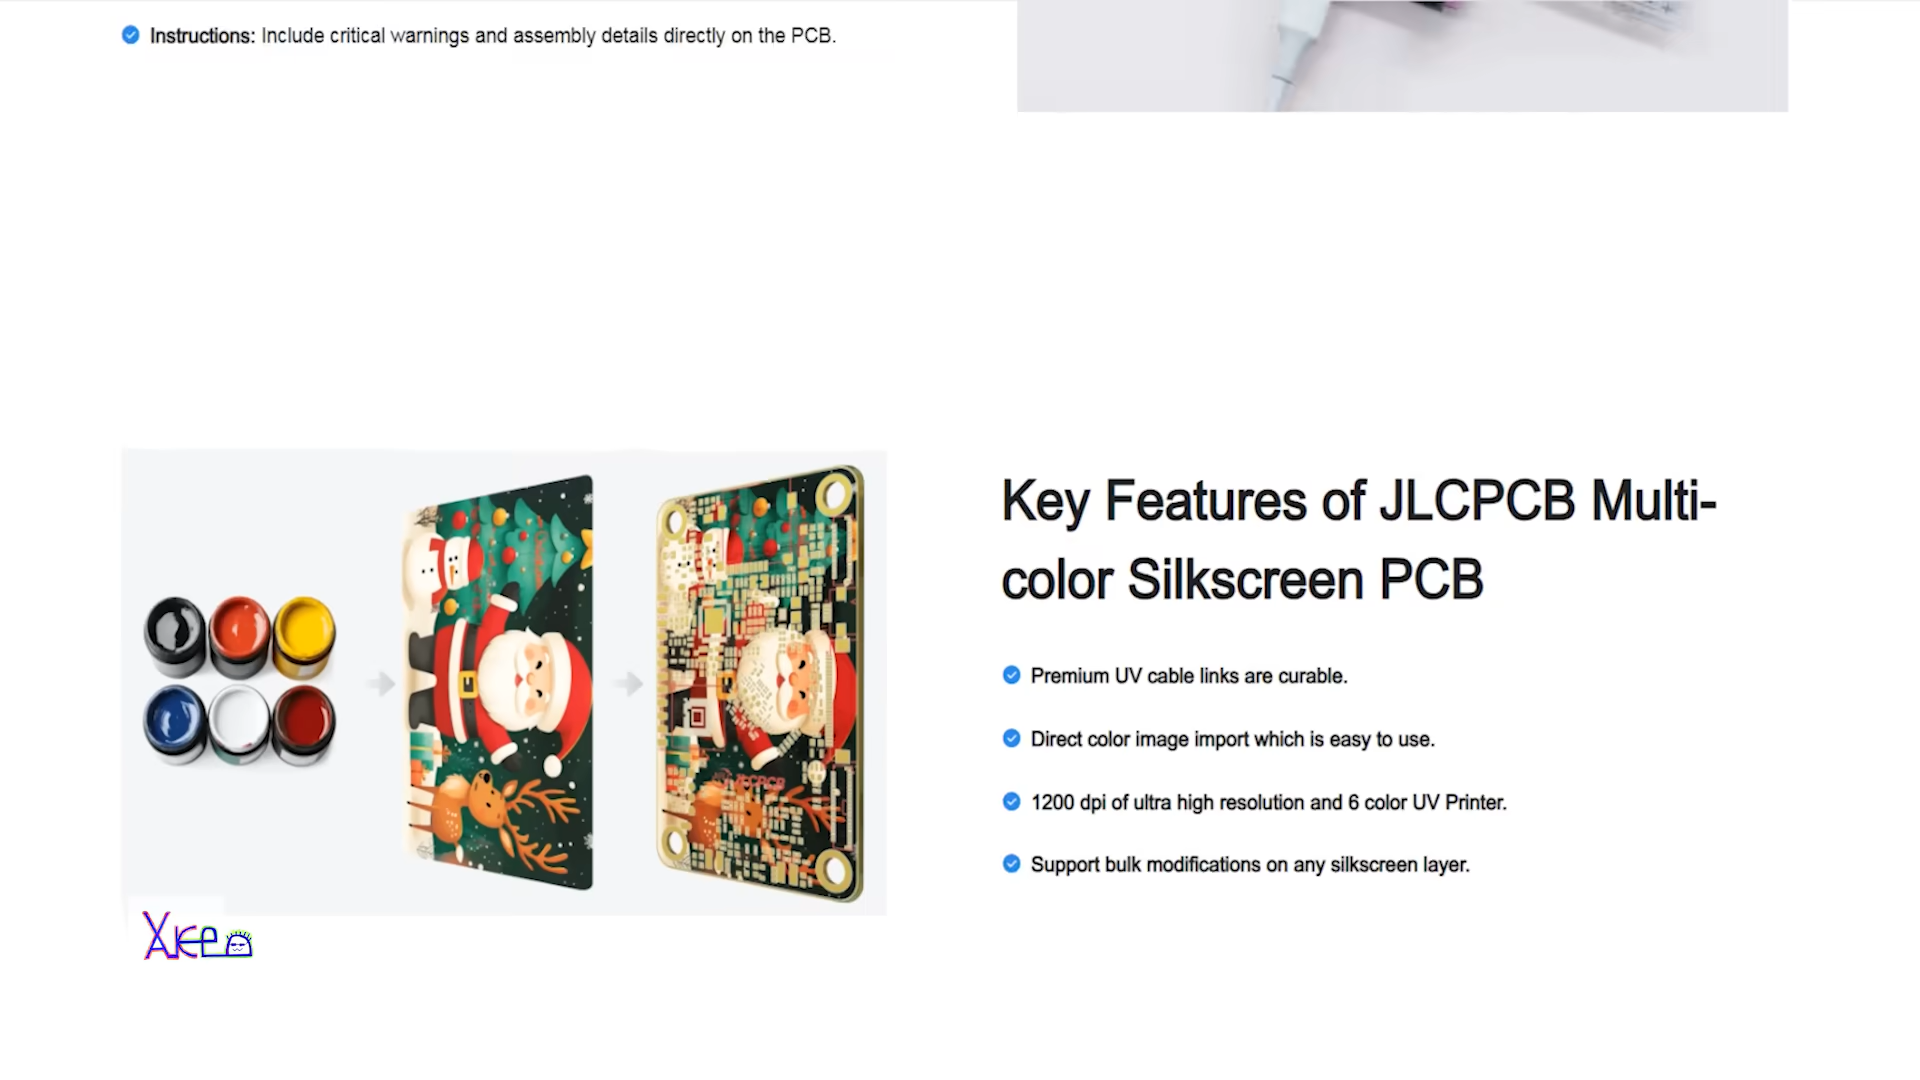 Instructions: Include critical warnings and assembly details directly on the PCB.
Key Features of JLCPCB Multi-
color Silkscreen PCB
Premium UV cable links are curable.
Direct color image import which is easy to use.
1200 dpi of ultra high resolution and 6 color UV Printer.
Support bulk modifications on any silkscreen layer.
JLCPCB